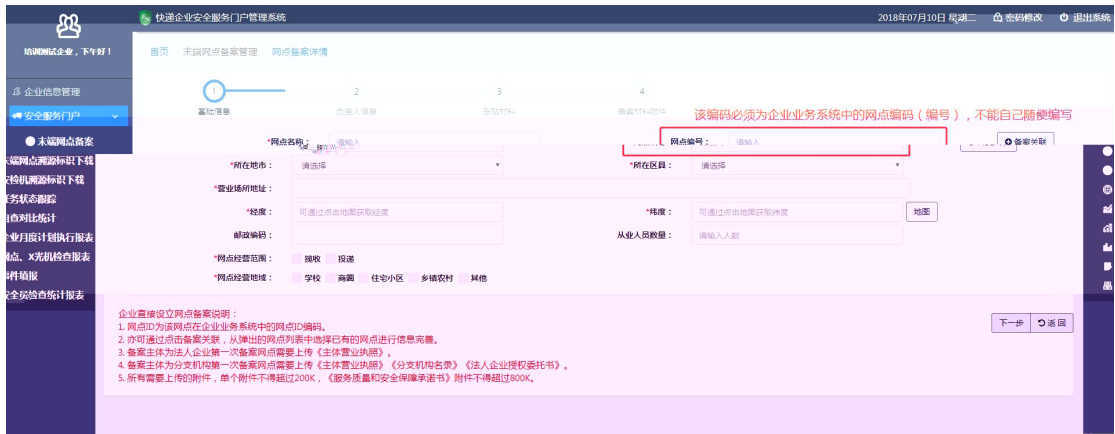 快递企业安全服务门户管理系统
2018年07月10日 星期二 密码修改 退出系统
培训测试企业，下午好！
首页 末端网点备案管理 网点备案详情
企业信息管理
安全服务门户
末端网点备案
末端网点溯源标识下载
安检机溯源标识下载
任务状态跟踪
自查对比统计
企业月度计划执行报表
网点、X光机检查报表
事件填报
安全员检查统计报表
1 2 3 4
基础信息 负责人信息 张贴材料 备案材料附件
该编码必须为企业业务系统中的网点编码（编号），不能自己随便编写
*网点名称： 请输入 网点编号： 请输入 备案关联
*所在地市： 请选择 *所在区县： 请选择
*营业场所地址：
*经度： 可通过点击地图获取经度 *纬度： 可通过点击地图获取纬度 地图
邮政编码： 从业人员数量： 请输入人数
*网点经营范围： 揽收 投递
*网点经营地域： 学校 商圈 住宅小区 乡镇农村 其他
企业直接设立网点备案说明：
1. 网点ID为该网点在企业业务系统中的网点ID编码。
2. 亦可通过点击备案关联，从弹出的网点列表中选择已有的网点进行信息完善。
3. 备案主体为法人企业第一次备案网点需要上传《主体营业执照》。
4. 备案主体为分支机构第一次备案网点需要上传《主体营业执照》《分支机构名录》《法人企业授权委托书》。
5. 所有需要上传的附件，单个附件不得超过200K，《服务质量和安全保障承诺书》附件不得超过800K。
下一步 返回